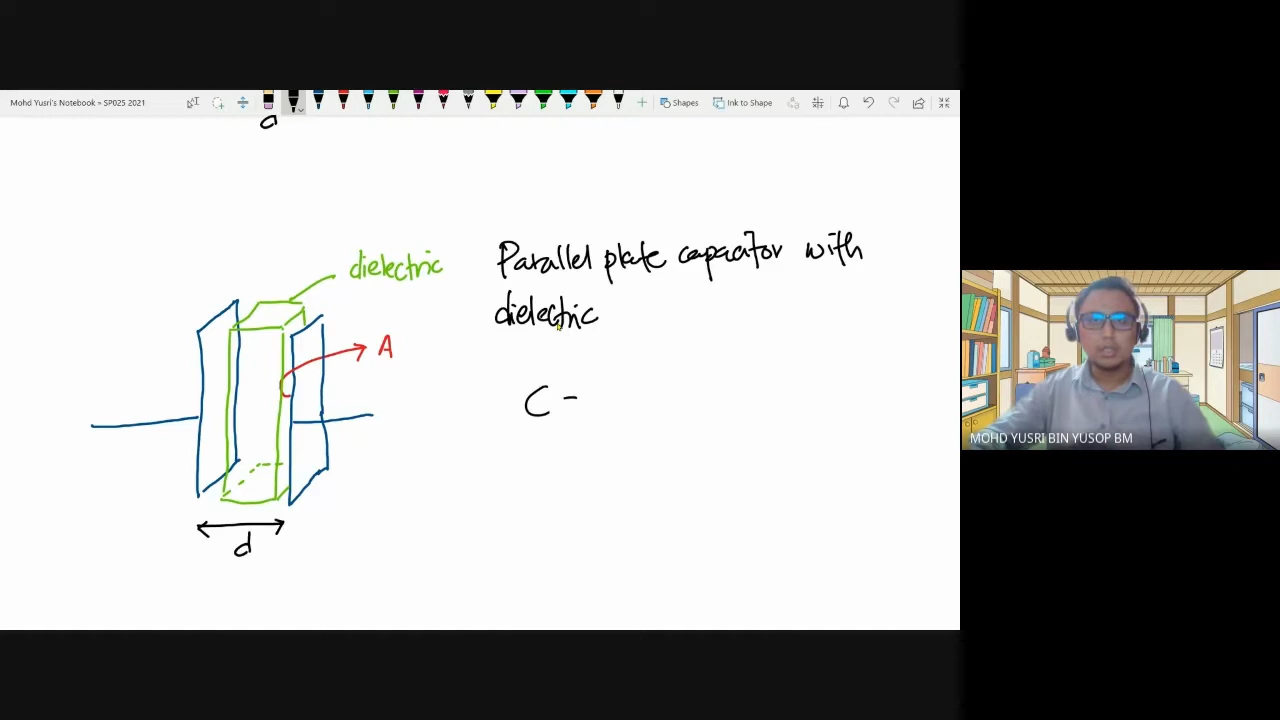 Mohd Yusri's Notebook » SP025 2021
Shapes
Ink to Shape
a
dielectric
Parallel plate capacitor with
dielectric
A
C =
d
MOHD YUSRI BIN YUSOP BM